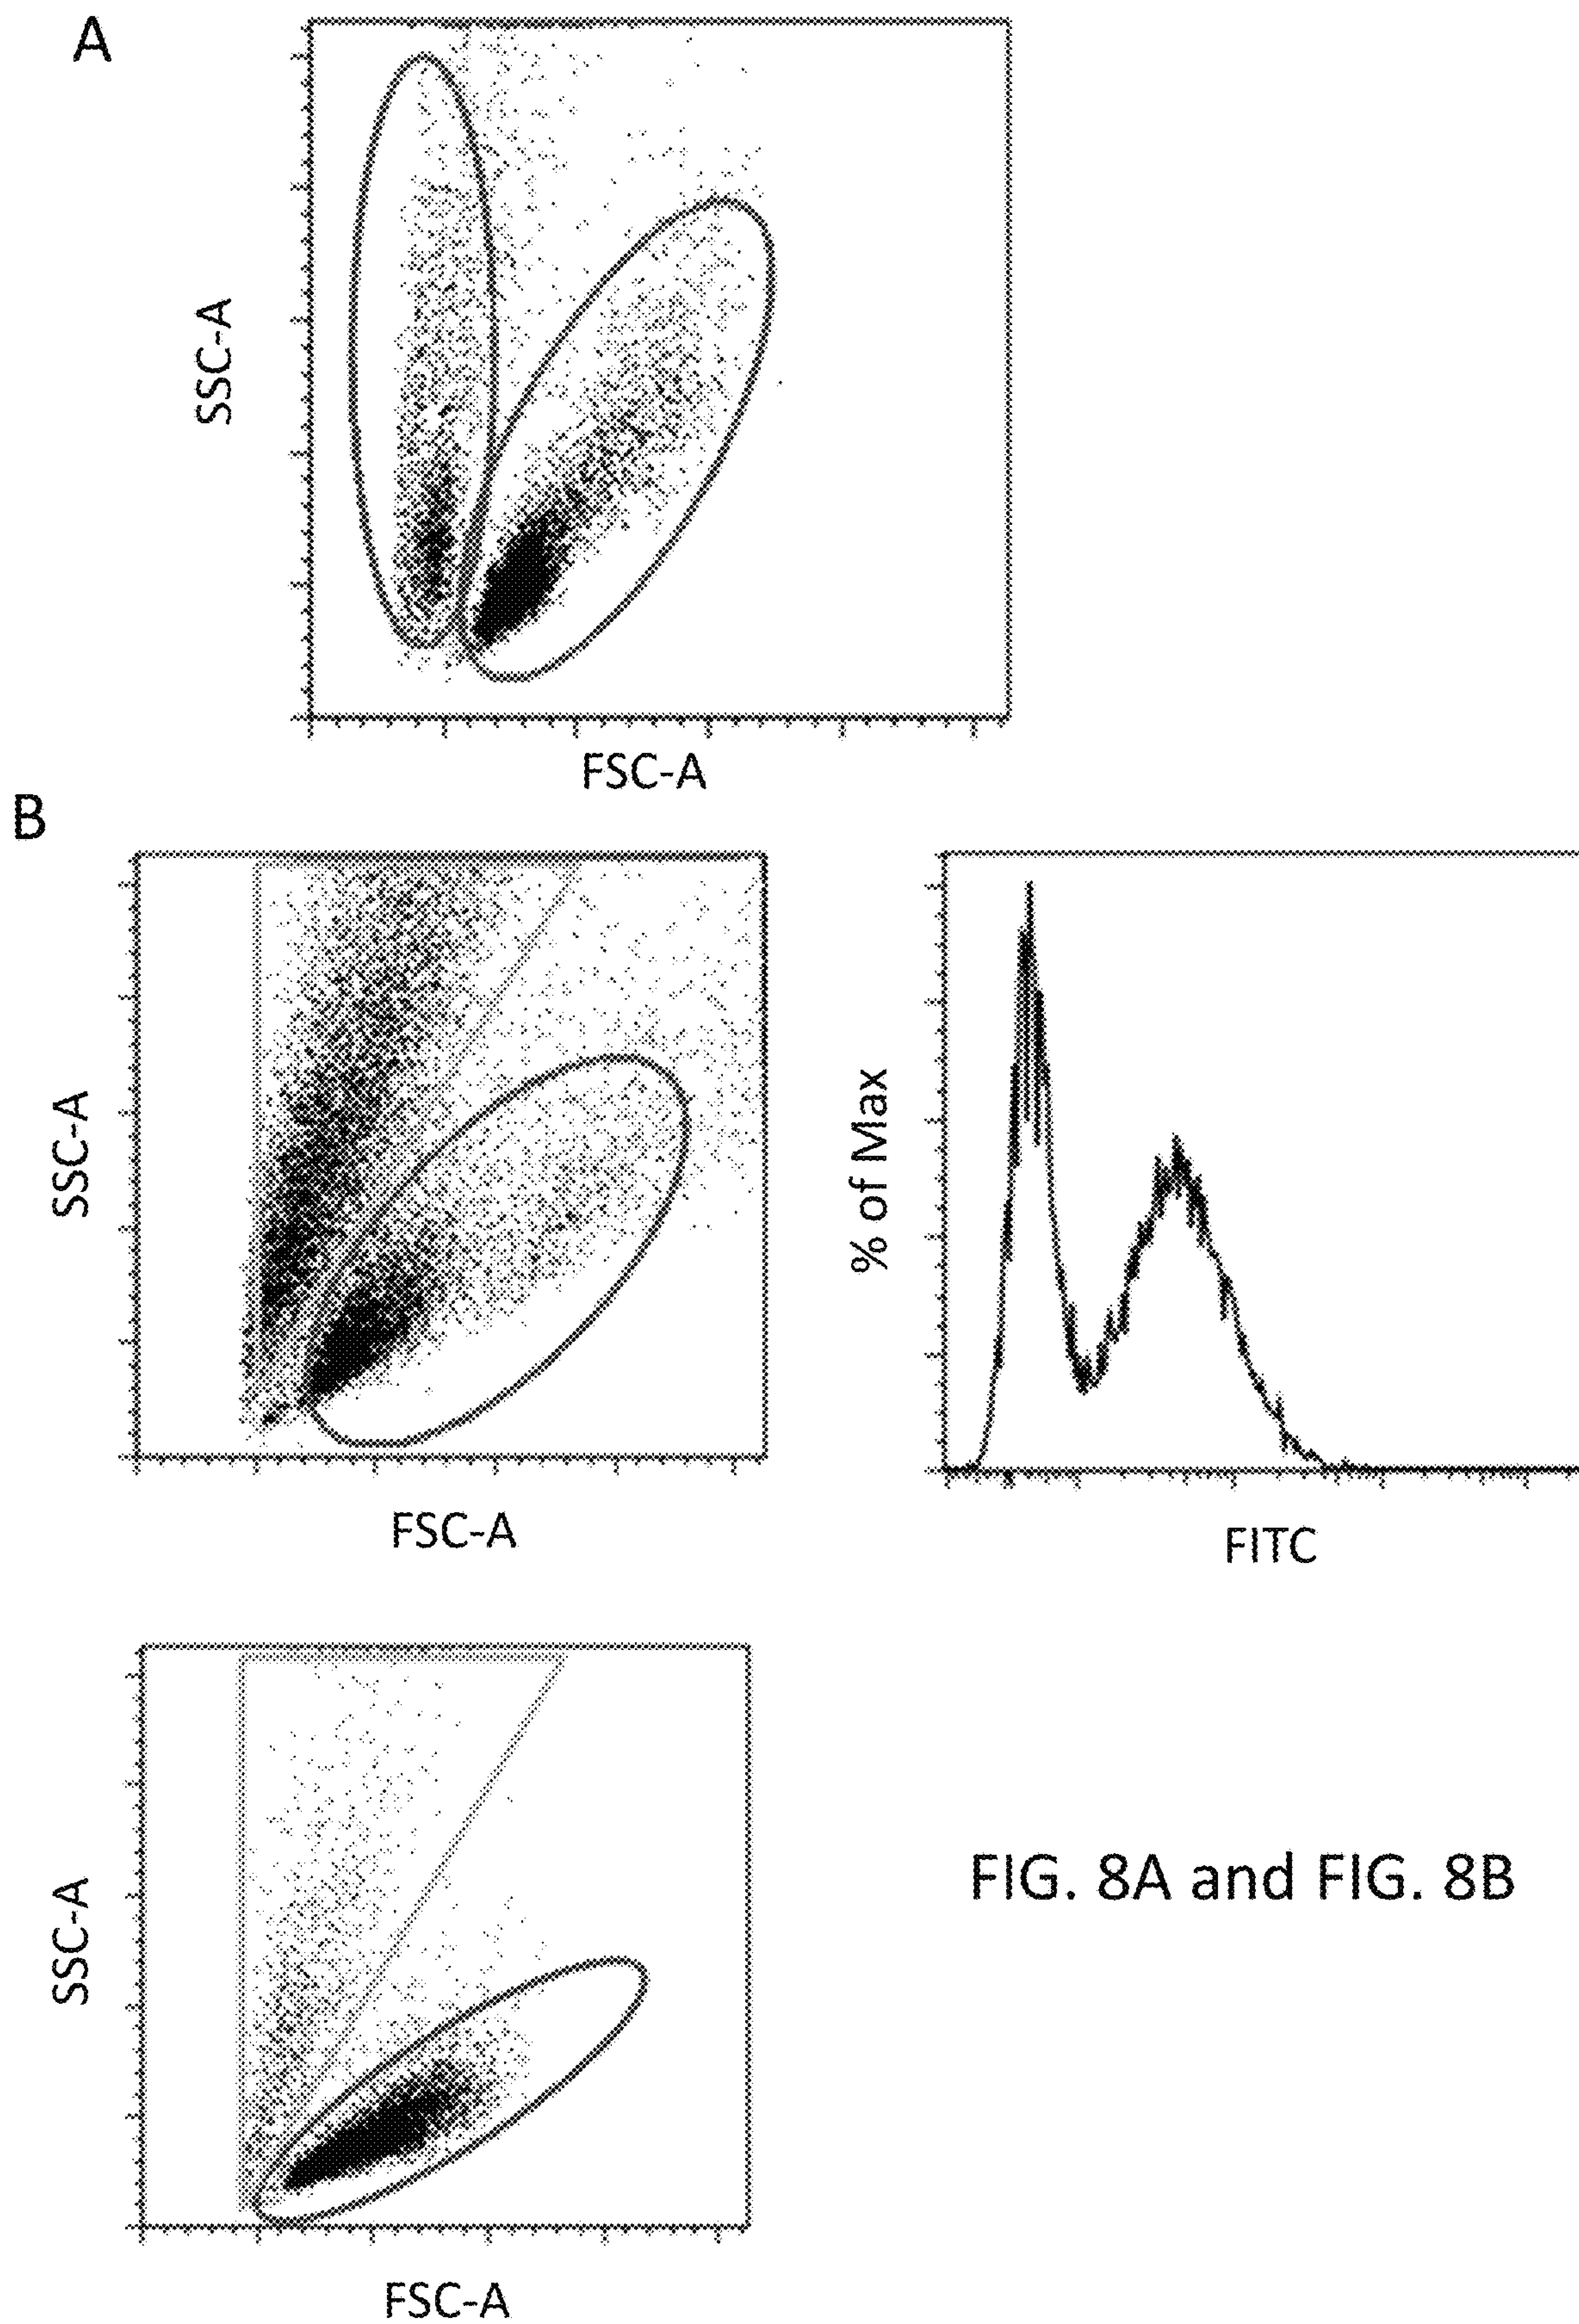 A
SSC-A
FSC-A
B
SSC-A
FSC-A
% of Max
FITC
SSC-A
FSC-A
FIG. 8A and FIG. 8B